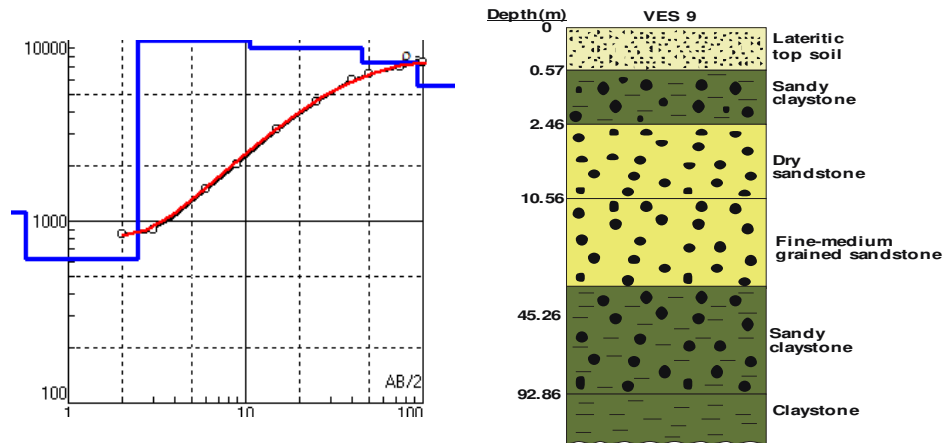 10000
1000
100
1
10
100
AB/2
Depth(m)
VES 9
0
Lateritic
top soil
0.57
Sandy
claystone
2.46
Dry
sandstone
10.56
Fine-medium
grained sandstone
45.26
Sandy
claystone
92.86
Claystone